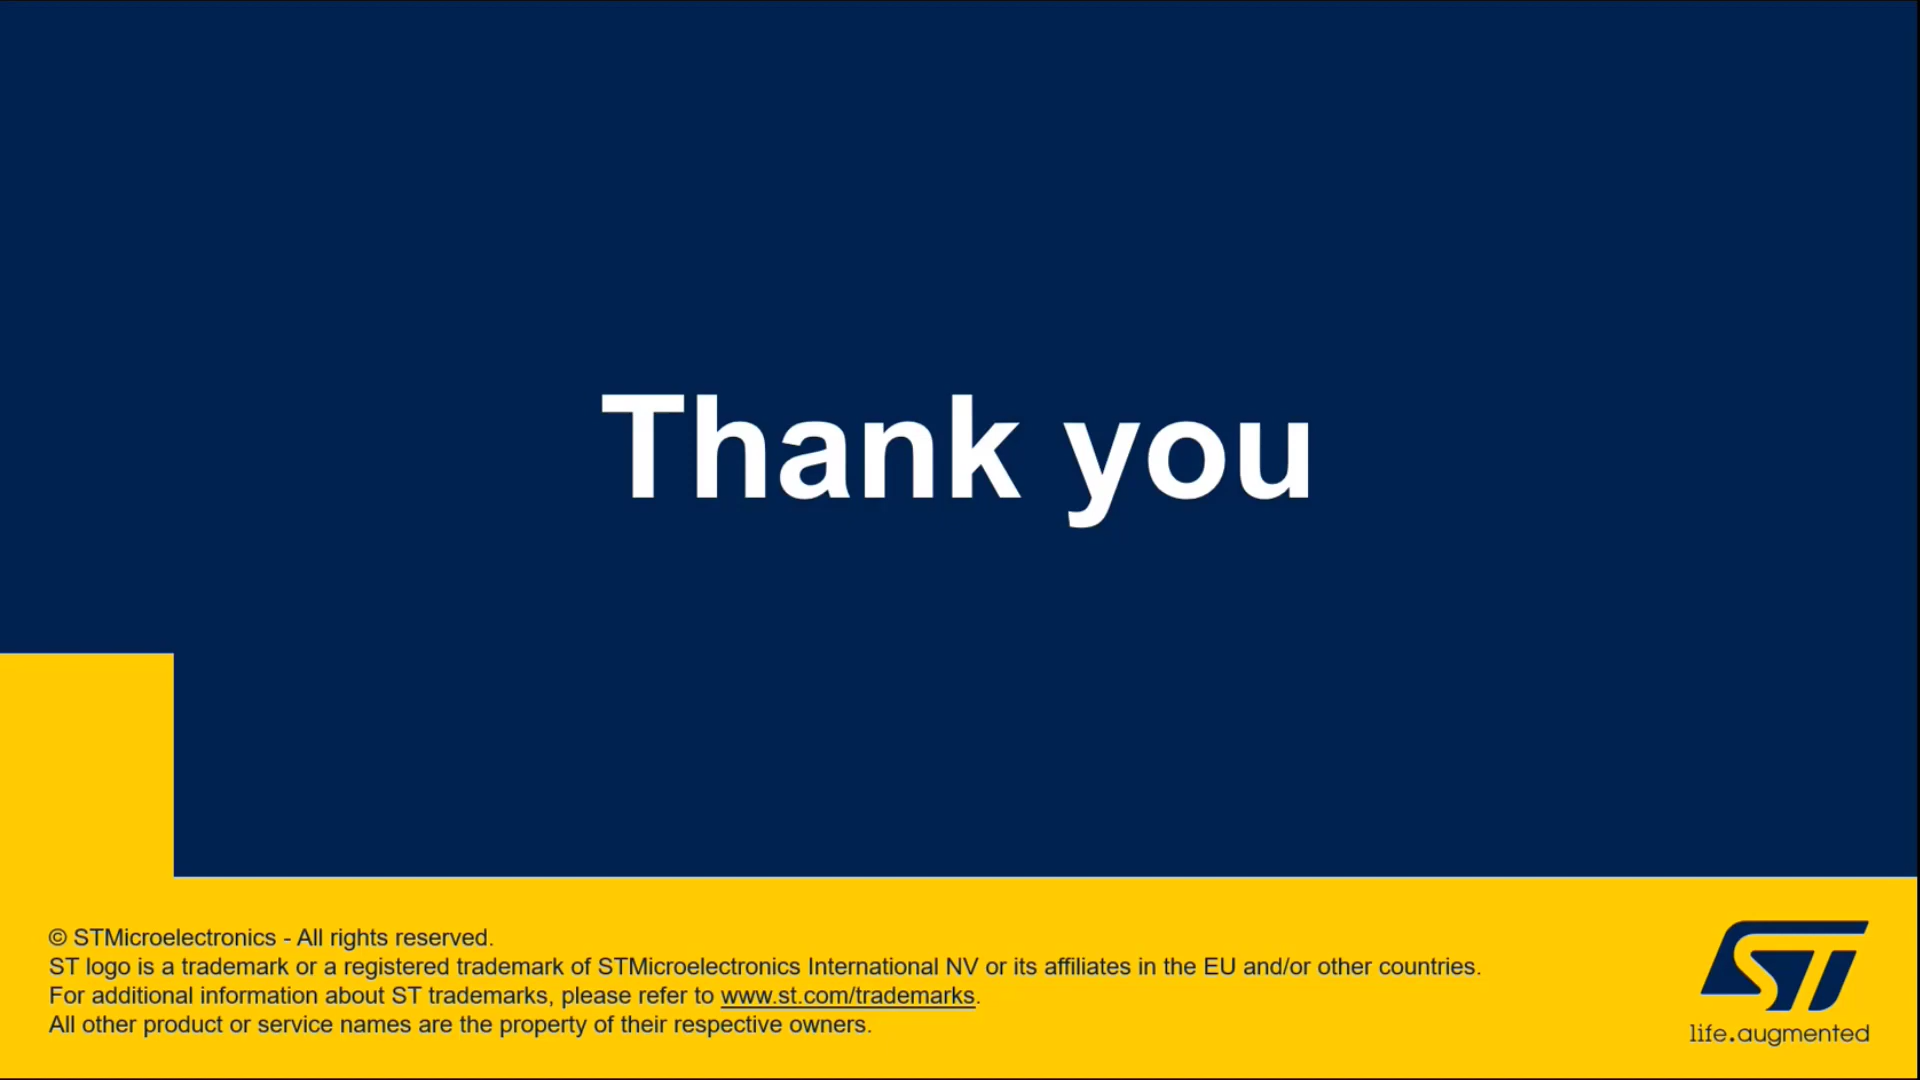 Thank you
© STMicroelectronics - All rights reserved.
ST logo is a trademark or a registered trademark of STMicroelectronics International NV or its affiliates in the EU and/or other countries.
For additional information about ST trademarks, please refer to www.st.com/trademarks.
All other product or service names are the property of their respective owners.
ST
life.augmented